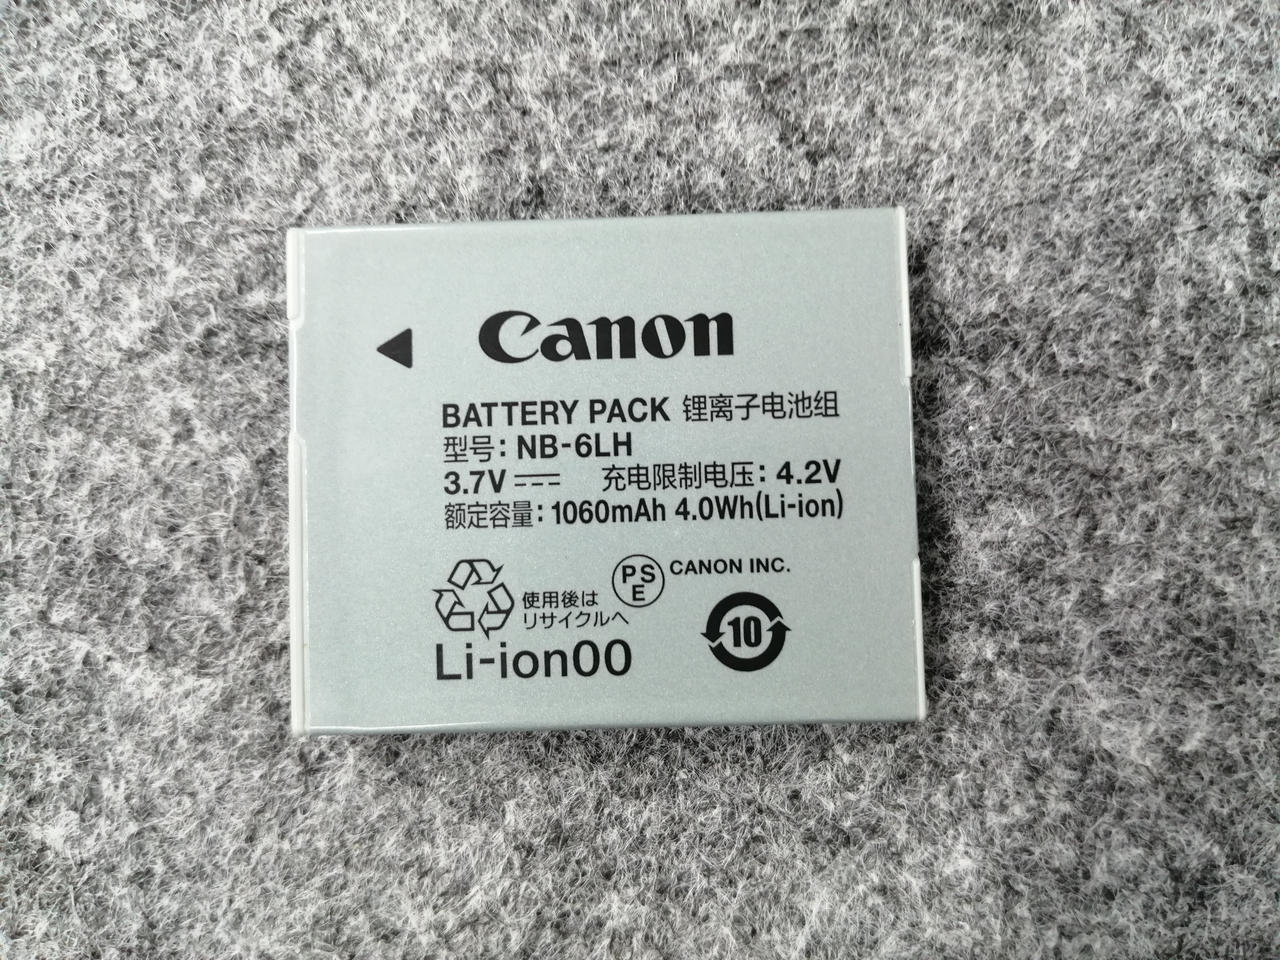 Canon
BATTERY PACK 锂离子电池组
型号: NB-6LH
3.7V 充电限制电压: 4.2V
额定容量: 1060mAh 4.0Wh(Li-ion)
PS
E
CANON INC.
使用後は
リサイクルへ
10
Li-ion00